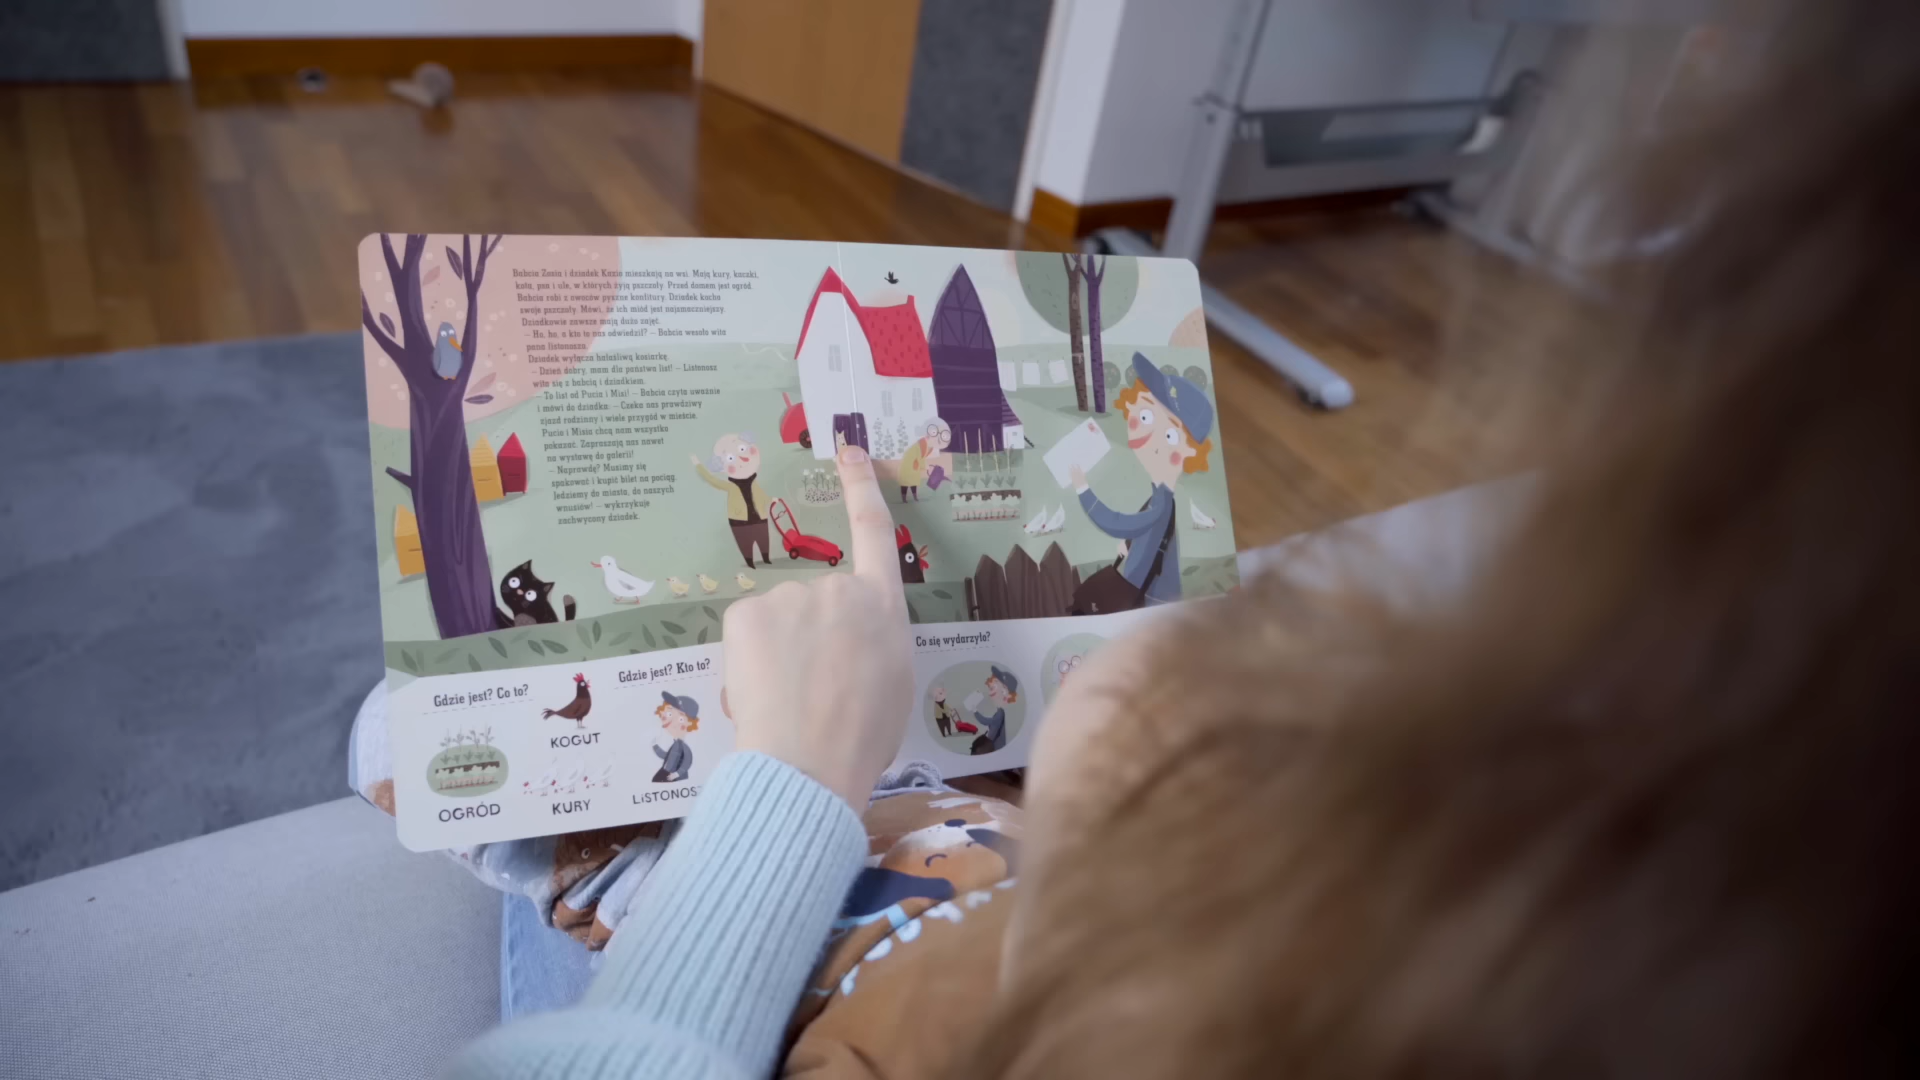 Babcia Zosia i dziadek Kazio mieszkają na wsi. Mają kury, kaczki,
kota, psa i ule, w których żyją pszczoły. Przed domem jest ogród.
Babcia robi z owoców pyszne konfitury. Dziadek kocha
swoje pszczoły. Mówi, że ich miód jest najsmaczniejszy.
Dziadkowie zawsze mają dużo zajęć.
– Ho, ho, a kto to nas odwiedził? – Babcia wesoło wita
pana listonosza.
Dziadek wyłącza hałaśliwą kosiarkę.
– Dzień dobry, mam dla państwa list! – Listonosz
wita się z babcią i dziadkiem.
– To list od Pucia i Misi! – Babcia czyta uważnie
i mówi do dziadka: – Czeka nas prawdziwy
zjazd rodzinny i wiele przygód w mieście.
Pucio i Misia chcą nam wszystko
pokazać. Zapraszają nas nawet
na wystawę do galerii!
– Naprawdę? Musimy się
spakować i kupić bilet na pociąg.
Jedziemy do miasta, do naszych
wnusiów! – wykrzykuje
zachwycony dziadek.
Gdzie jest? Co to?
Gdzie jest? Kto to?
Co się wydarzyło?
KOGUT
OGRÓD
KURY
LISTONOS